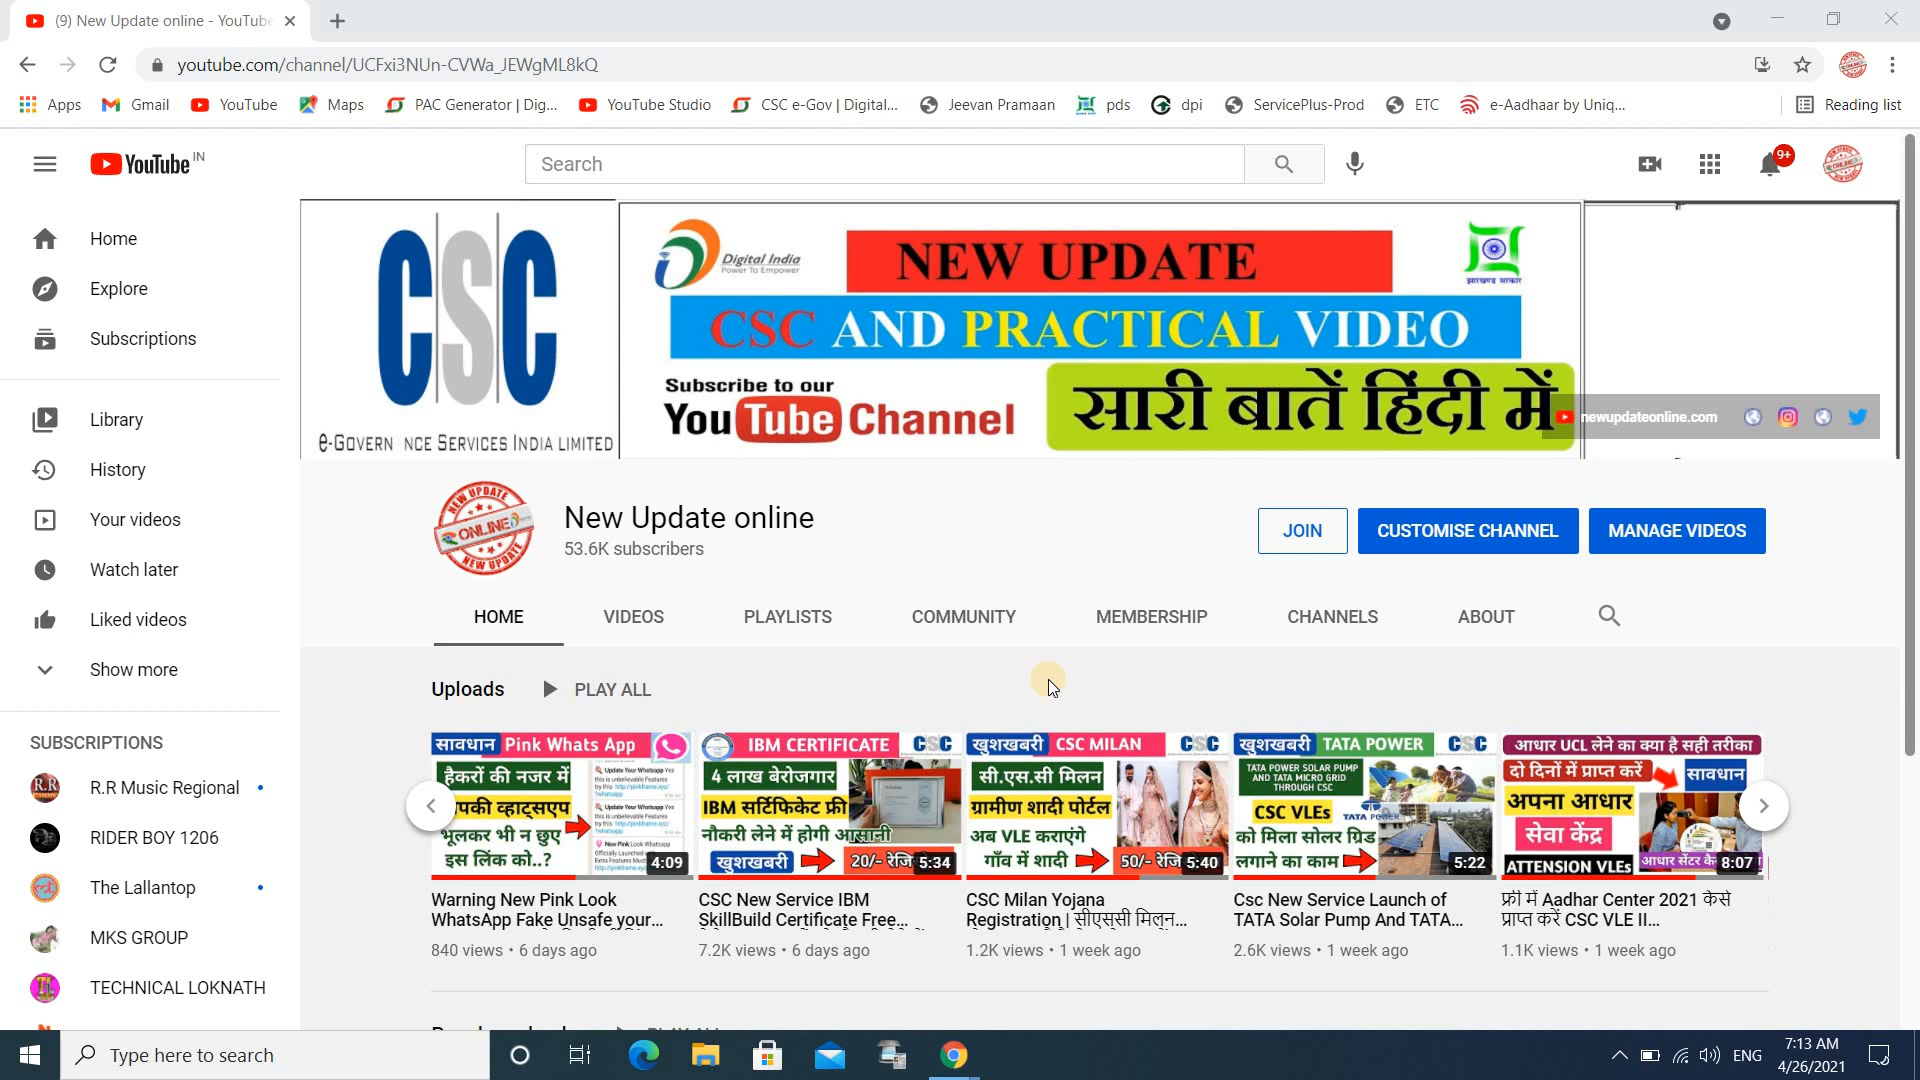 (9) New Update online - YouTube
youtube.com/channel/UCFxi3NUn-CVWa_JEWgML8kQ
Apps
Gmail
YouTube
Maps
PAC Generator | Dig...
YouTube Studio
CSC e-Gov | Digital...
Jeevan Pramaan
pds
dpi
ServicePlus-Prod
ETC
e-Aadhaar by Uniq...
Reading list
YouTube IN
Search
9+
Home
Explore
Subscriptions
Library
History
Your videos
Watch later
Liked videos
Show more
SUBSCRIPTIONS
R.R Music Regional
RIDER BOY 1206
The Lallantop
MKS GROUP
TECHNICAL LOKNATH
CSC
e-Govern nce Services India Limited
Digital India
Power To Empower
NEW UPDATE
झारखण्ड सरकार
CSC AND PRACTICAL VIDEO
Subscribe to our
YouTube Channel
सारी बातें हिंदी में
newupdateonline.com
NEW UPDATE
ONLINE
NEW UPDATE
New Update online
53.6K subscribers
JOIN
CUSTOMISE CHANNEL
MANAGE VIDEOS
HOME
VIDEOS
PLAYLISTS
COMMUNITY
MEMBERSHIP
CHANNELS
ABOUT
Uploads
PLAY ALL
सावधान Pink Whats App
हैकरों की नजर में
पकी व्हाट्सएप
भूलकर भी न छुए
इस लिंक को..?
Update Your Whatsapp
4:09
Warning New Pink Look
WhatsApp Fake Unsafe your...
840 views • 6 days ago
IBM CERTIFICATE CSC
4 लाख बेरोजगार
IBM सर्टिफिकेट फ्री
नौकरी लेने में होगी आसानी
खुशखबरी 20/- रेजि
5:34
CSC New Service IBM
SkillBuild Certificate Free...
7.2K views • 6 days ago
खुशखबरी CSC MILAN CSC
सी.एस.सी मिलन
ग्रामीण शादी पोर्टल
अब VLE कराएंगे
गाँव में शादी 50/- रेजि
5:40
CSC Milan Yojana
Registration | सीएससी मिलन...
1.2K views • 1 week ago
खुशखबरी TATA POWER CSC
TATA POWER SOLAR PUMP
AND TATA MICRO GRID
THROUGH CSC
CSC VLEs
TATA POWER
को मिला सोलर ग्रिड
लगाने का काम
5:22
Csc New Service Launch of
TATA Solar Pump And TATA...
2.6K views • 1 week ago
आधार UCL लेने का क्या है सही तरीका
दो दिनों में प्राप्त करें सावधान
अपना आधार
सेवा केंद्र
ATTENSION VLEs
8:07
फ्री में Aadhar Center 2021 कैसे
प्राप्त करें CSC VLE II...
1.1K views • 1 week ago
Type here to search
ENG
7:13 AM
4/26/2021